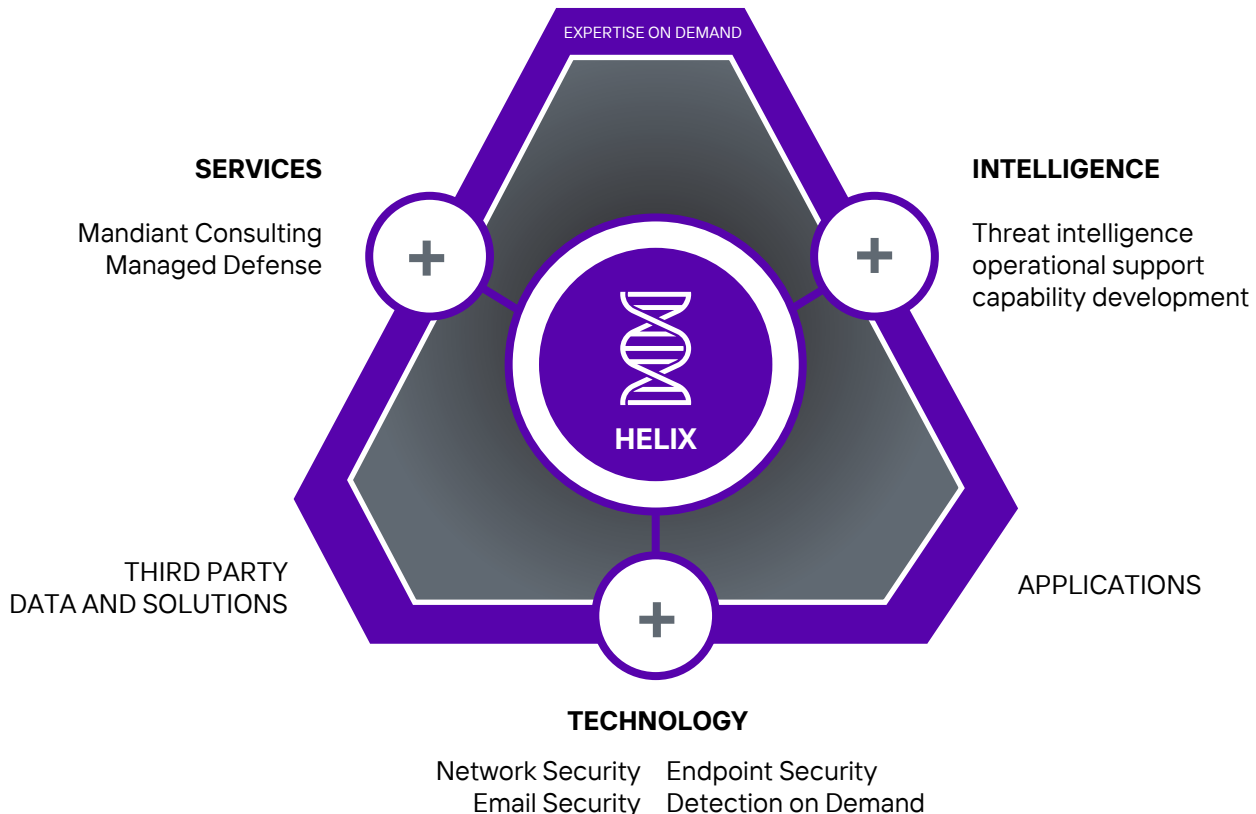 EXPERTISE ON DEMAND
SERVICES
Mandiant Consulting
Managed Defense
INTELLIGENCE
Threat intelligence
operational support
capability development
HELIX
THIRD PARTY
DATA AND SOLUTIONS
APPLICATIONS
TECHNOLOGY
Network Security
Email Security
Endpoint Security
Detection on Demand